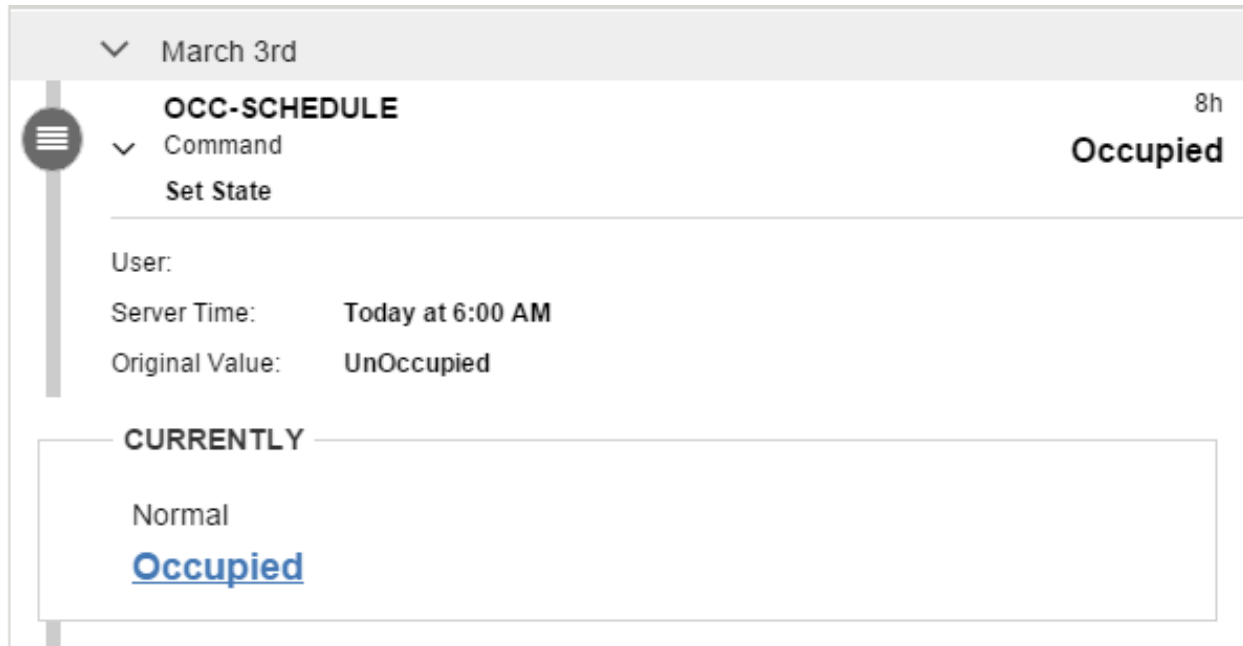 March 3rd
OCC-SCHEDULE 8h
Command Occupied
Set State
User:
Server Time: Today at 6:00 AM
Original Value: UnOccupied
CURRENTLY
Normal
Occupied